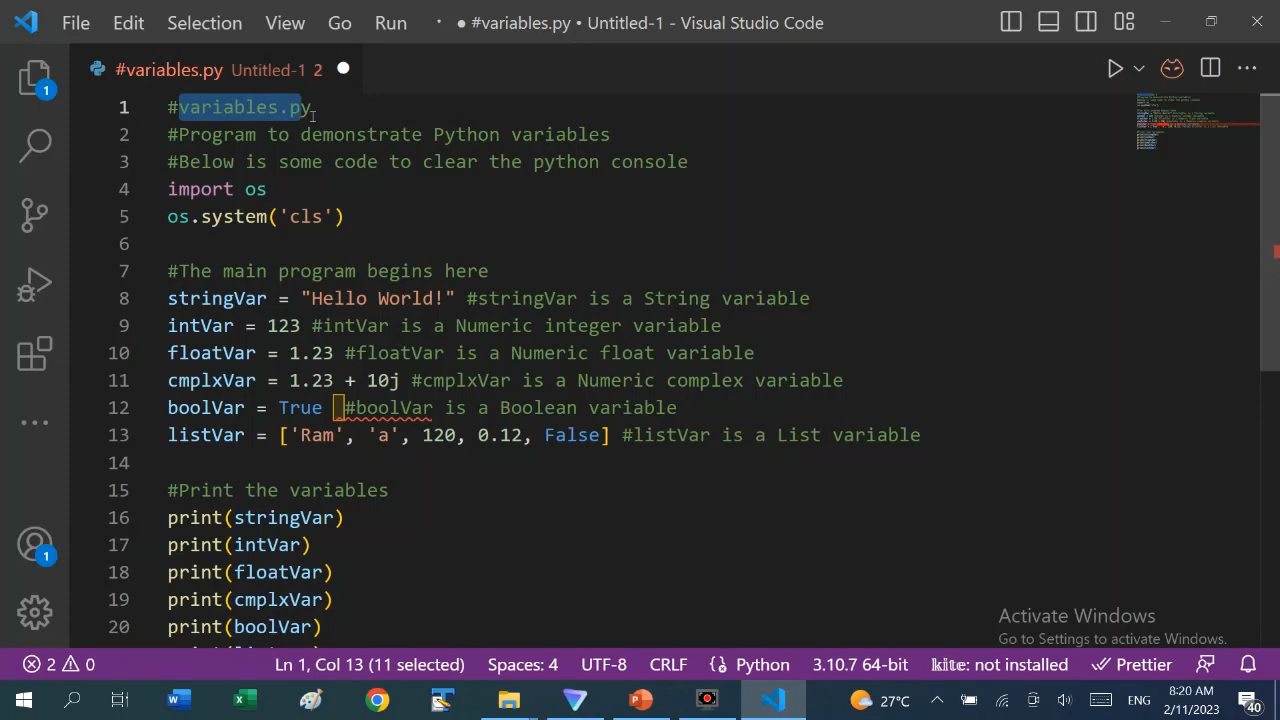 File Edit Selection View Go Run • ● #variables.py • Untitled-1 - Visual Studio Code
#variables.py Untitled-1 2
1 #variables.py
2 #Program to demonstrate Python variables
3 #Below is some code to clear the python console
4 import os
5 os.system('cls')
6
7 #The main program begins here
8 stringVar = "Hello World!" #stringVar is a String variable
9 intVar = 123 #intVar is a Numeric integer variable
10 floatVar = 1.23 #floatVar is a Numeric float variable
11 cmplxVar = 1.23 + 10j #cmplxVar is a Numeric complex variable
12 boolVar = True #boolVar is a Boolean variable
13 listVar = ['Ram', 'a', 120, 0.12, False] #listVar is a List variable
14
15 #Print the variables
16 print(stringVar)
17 print(intVar)
18 print(floatVar)
19 print(cmplxVar)
20 print(boolVar)
1
1
Activate Windows
Go to Settings to activate Windows.
2 0 Ln 1, Col 13 (11 selected) Spaces: 4 UTF-8 CRLF Python 3.10.7 64-bit kite: not installed Prettier
27°C ENG 8:20 AM
2/11/2023 40